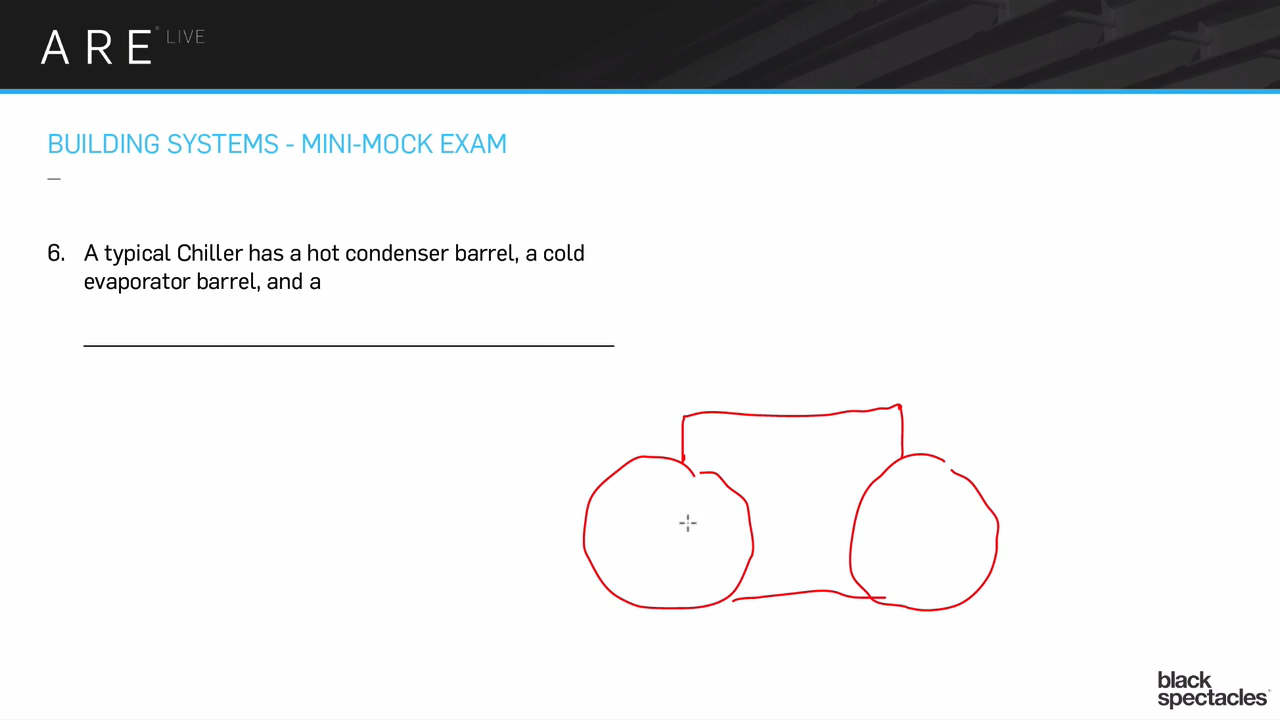 ARE® LIVE
BUILDING SYSTEMS - MINI-MOCK EXAM
6. A typical Chiller has a hot condenser barrel, a cold
evaporator barrel, and a
black
spectacles